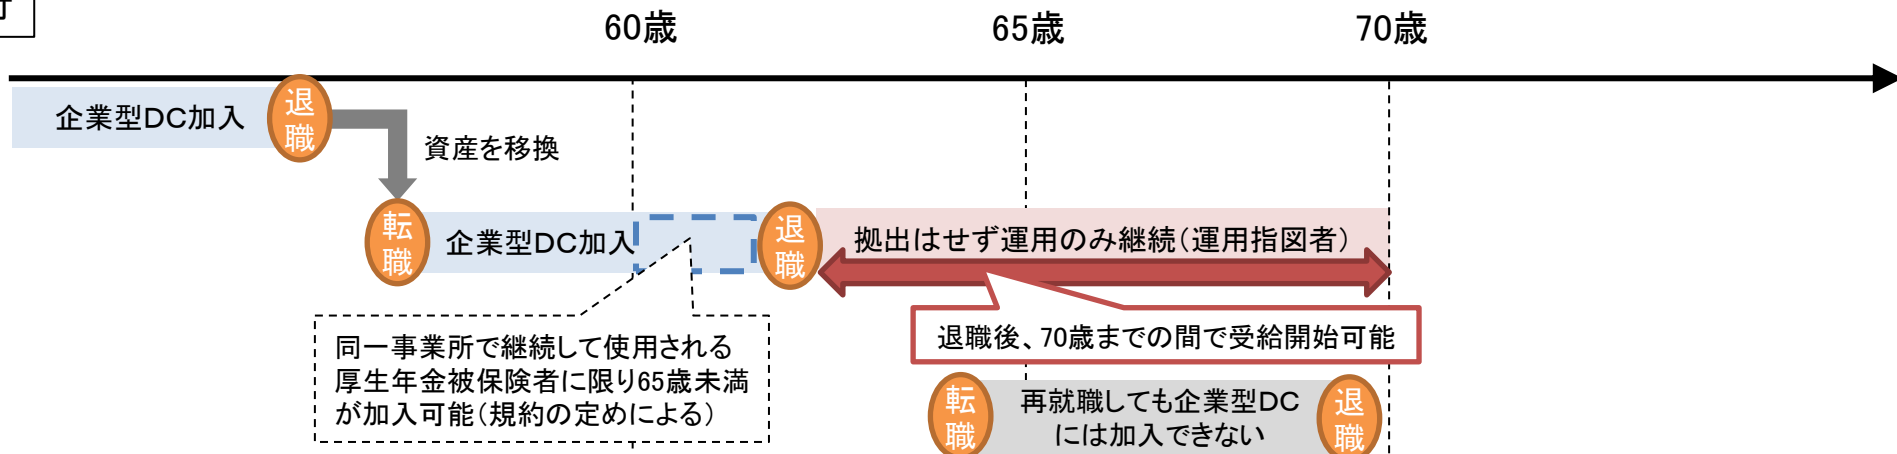 60歳
65歳
70歳
企業型DC加入
退職
資産を移換
転職
企業型DC加入
退職
拠出はせず運用のみ継続(運用指図者)
同一事業所で継続して使用される
厚生年金被保険者に限り65歳未満
が加入可能(規約の定めによる)
退職後、70歳までの間で受給開始可能
転職
再就職しても企業型DC
には加入できない
退職